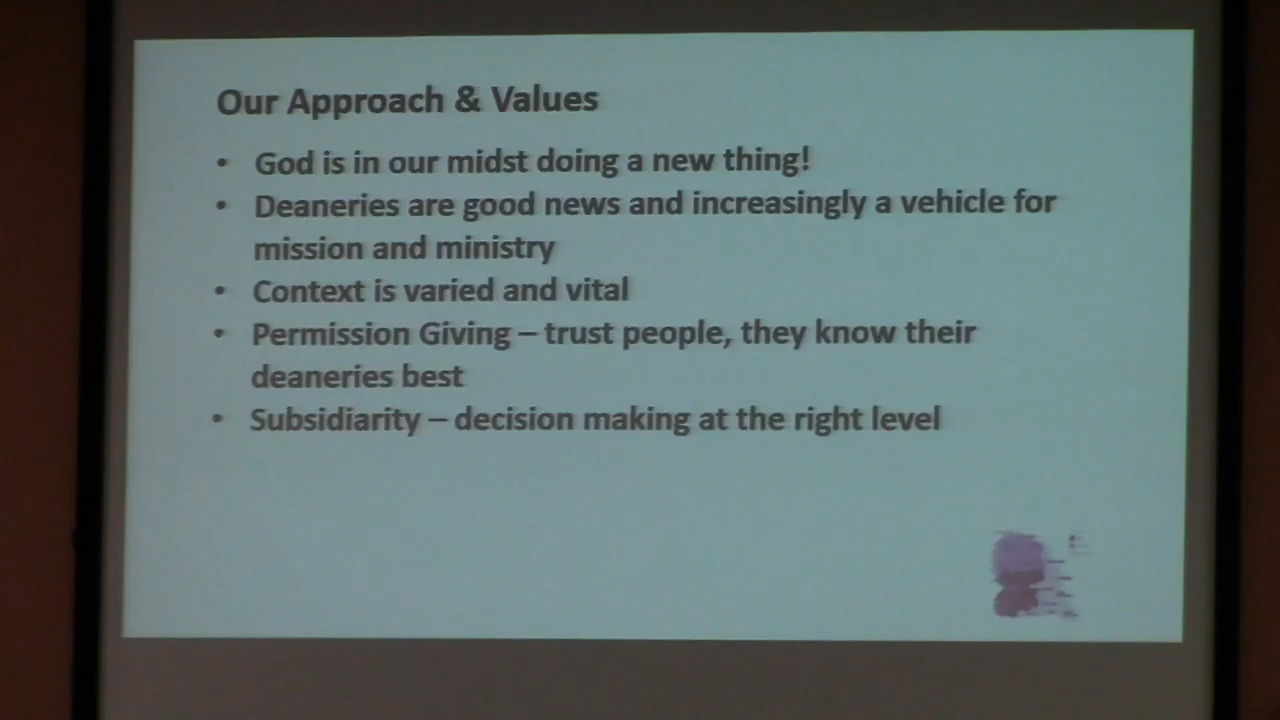 Our Approach & Values
• God is in our midst doing a new thing!
• Deaneries are good news and increasingly a vehicle for
mission and ministry
• Context is varied and vital
• Permission Giving – trust people, they know their
deaneries best
• Subsidiarity – decision making at the right level